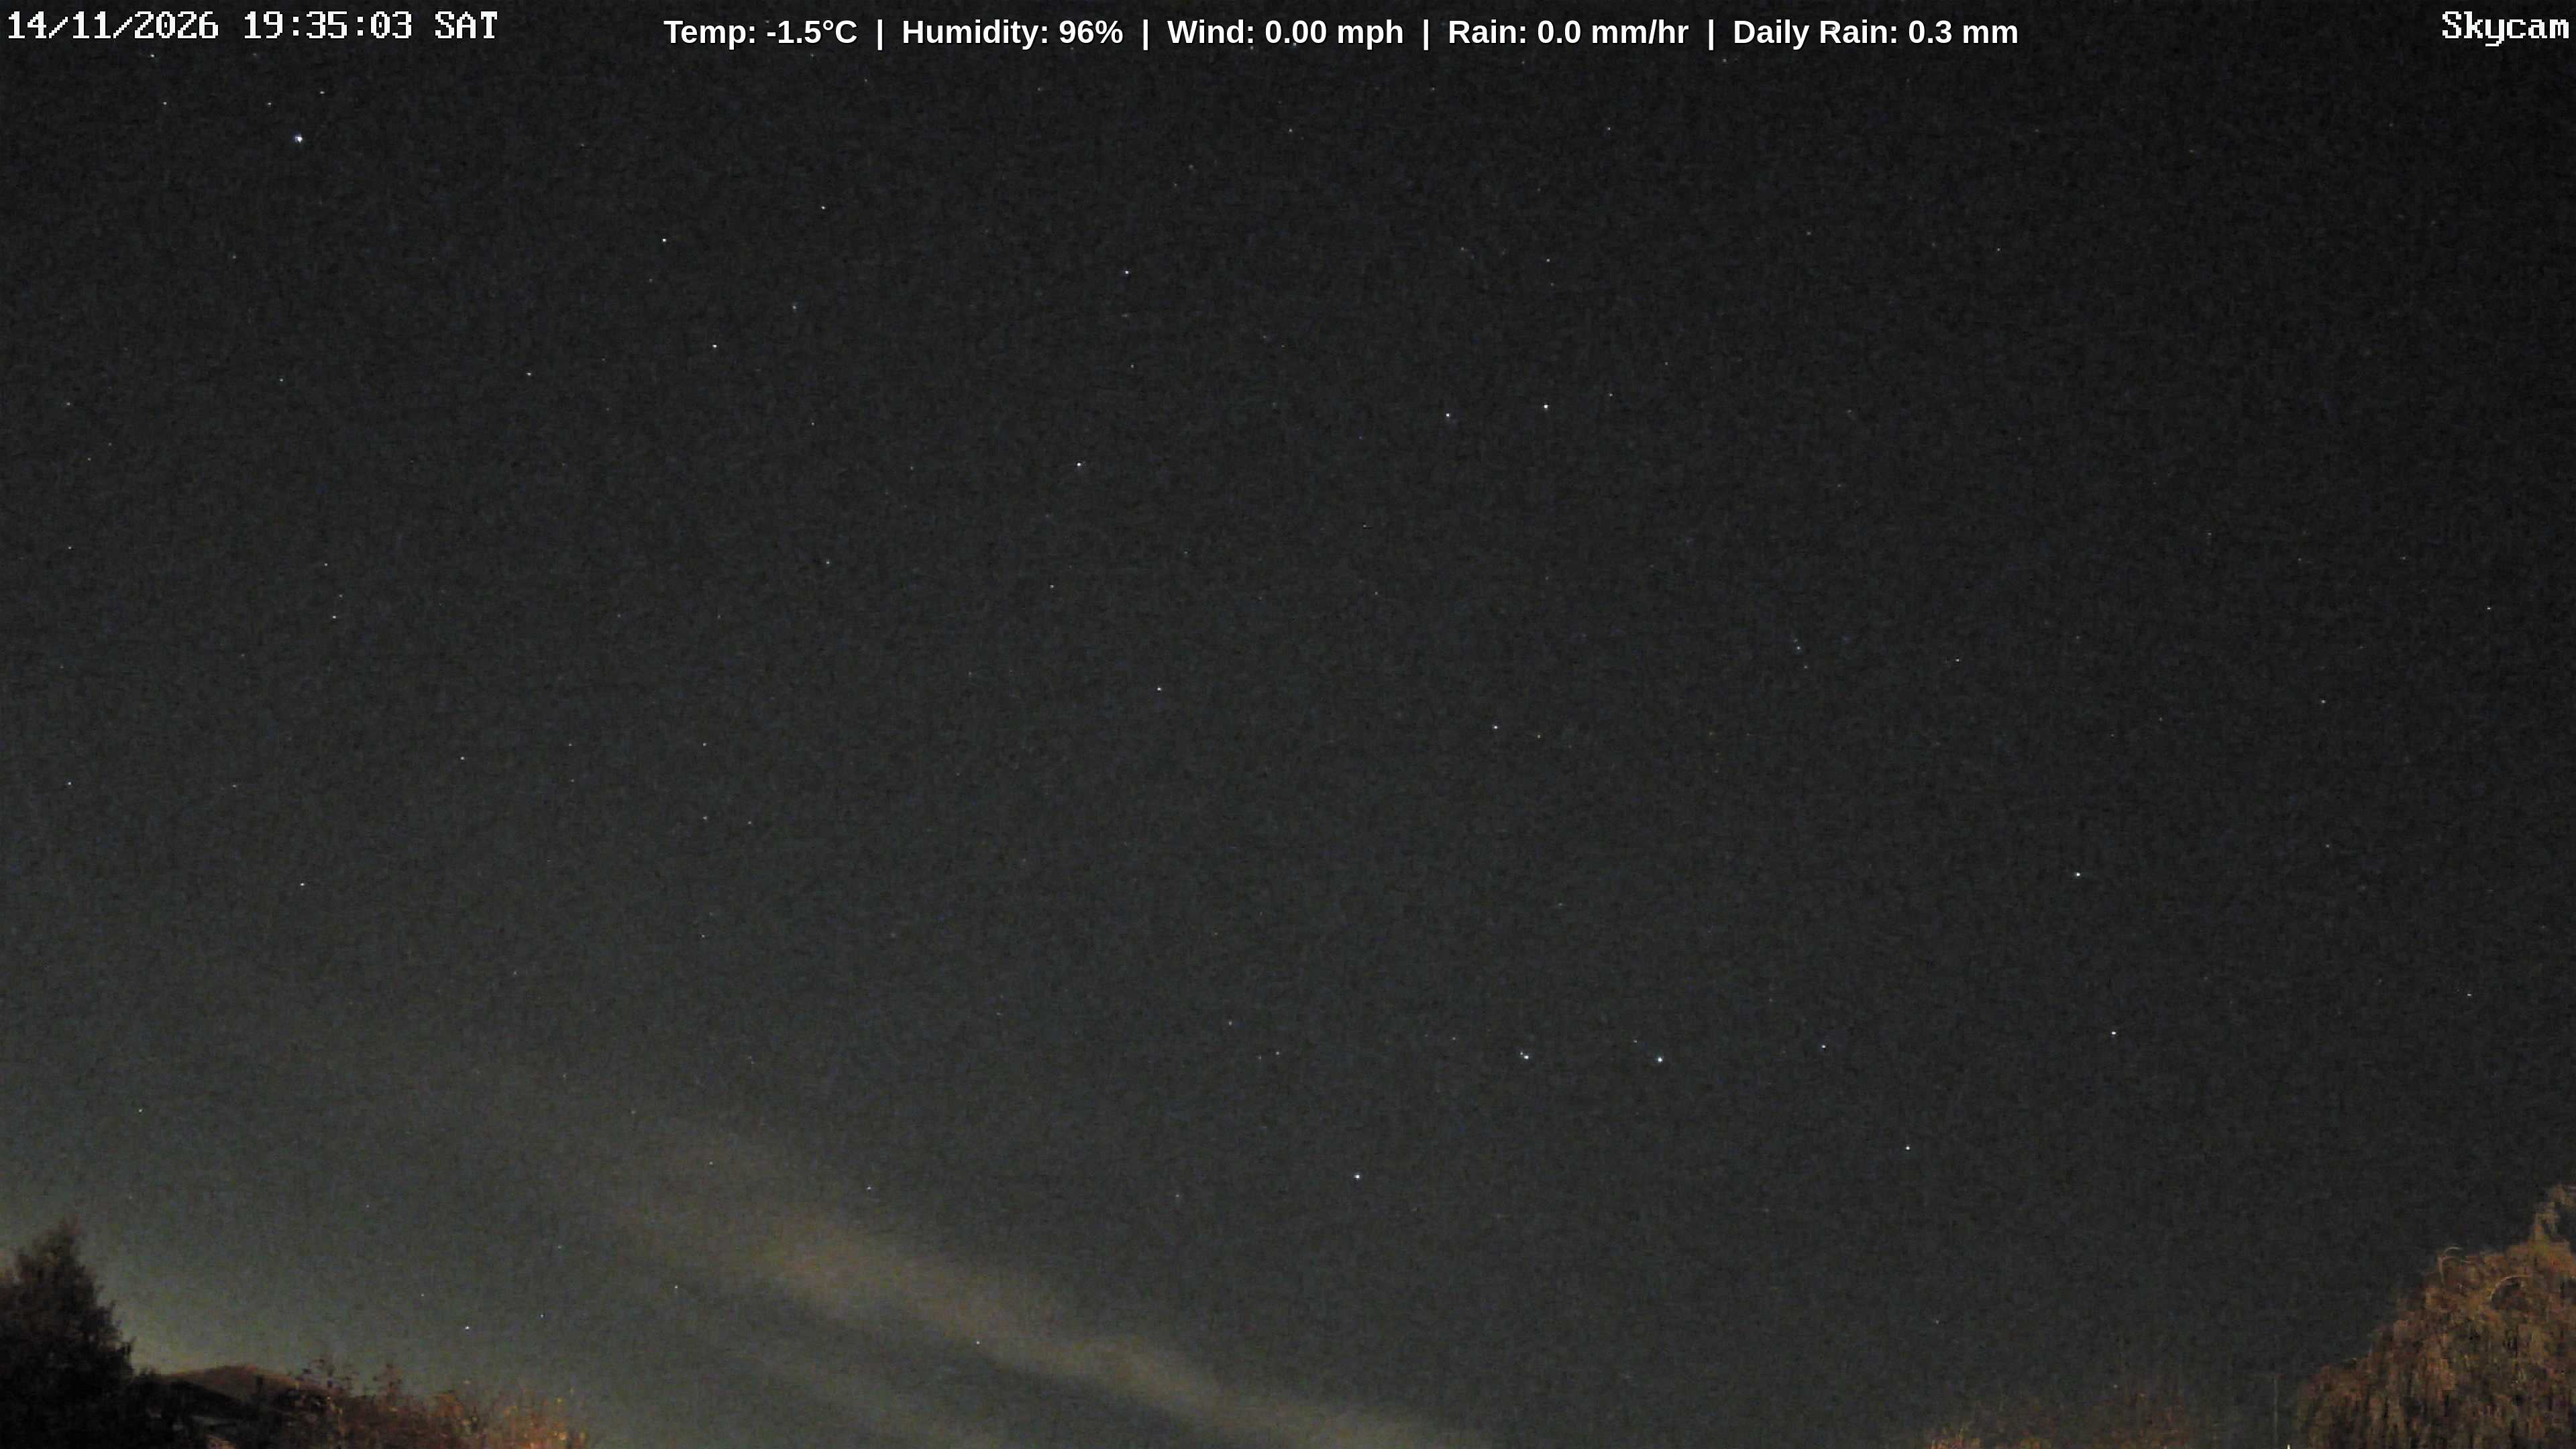 14/11/2026 19:35:03 SAT
Temp: -1.5°C | Humidity: 96% | Wind: 0.00 mph | Rain: 0.0 mm/hr | Daily Rain: 0.3 mm
Skycam